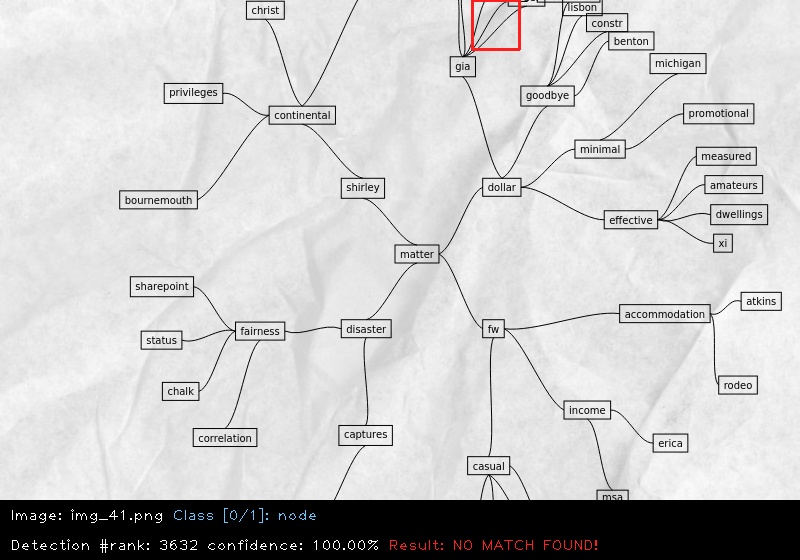 christ
lisbon
constr
benton
michigan
gia
privileges
goodbye
continental
promotional
minimal
measured
amateurs
shirley
dollar
bournemouth
dwellings
effective
xi
matter
sharepoint
atkins
accommodation
fairness
disaster
fw
status
rodeo
chalk
income
captures
correlation
erica
casual
msa
Image: img_41.png Class [0/1]: node
Detection #rank: 3632 confidence: 100.00% Result: NO MATCH FOUND!